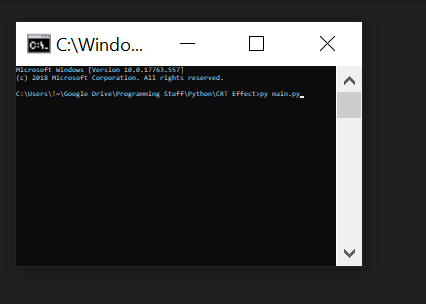 C:\Windo...
Microsoft Windows [Version 10.0.17763.557]
(c) 2018 Microsoft Corporation. All rights reserved.
C:\Users\!~\Google Drive\Programming Stuff\Python\CRT Effect>py main.py